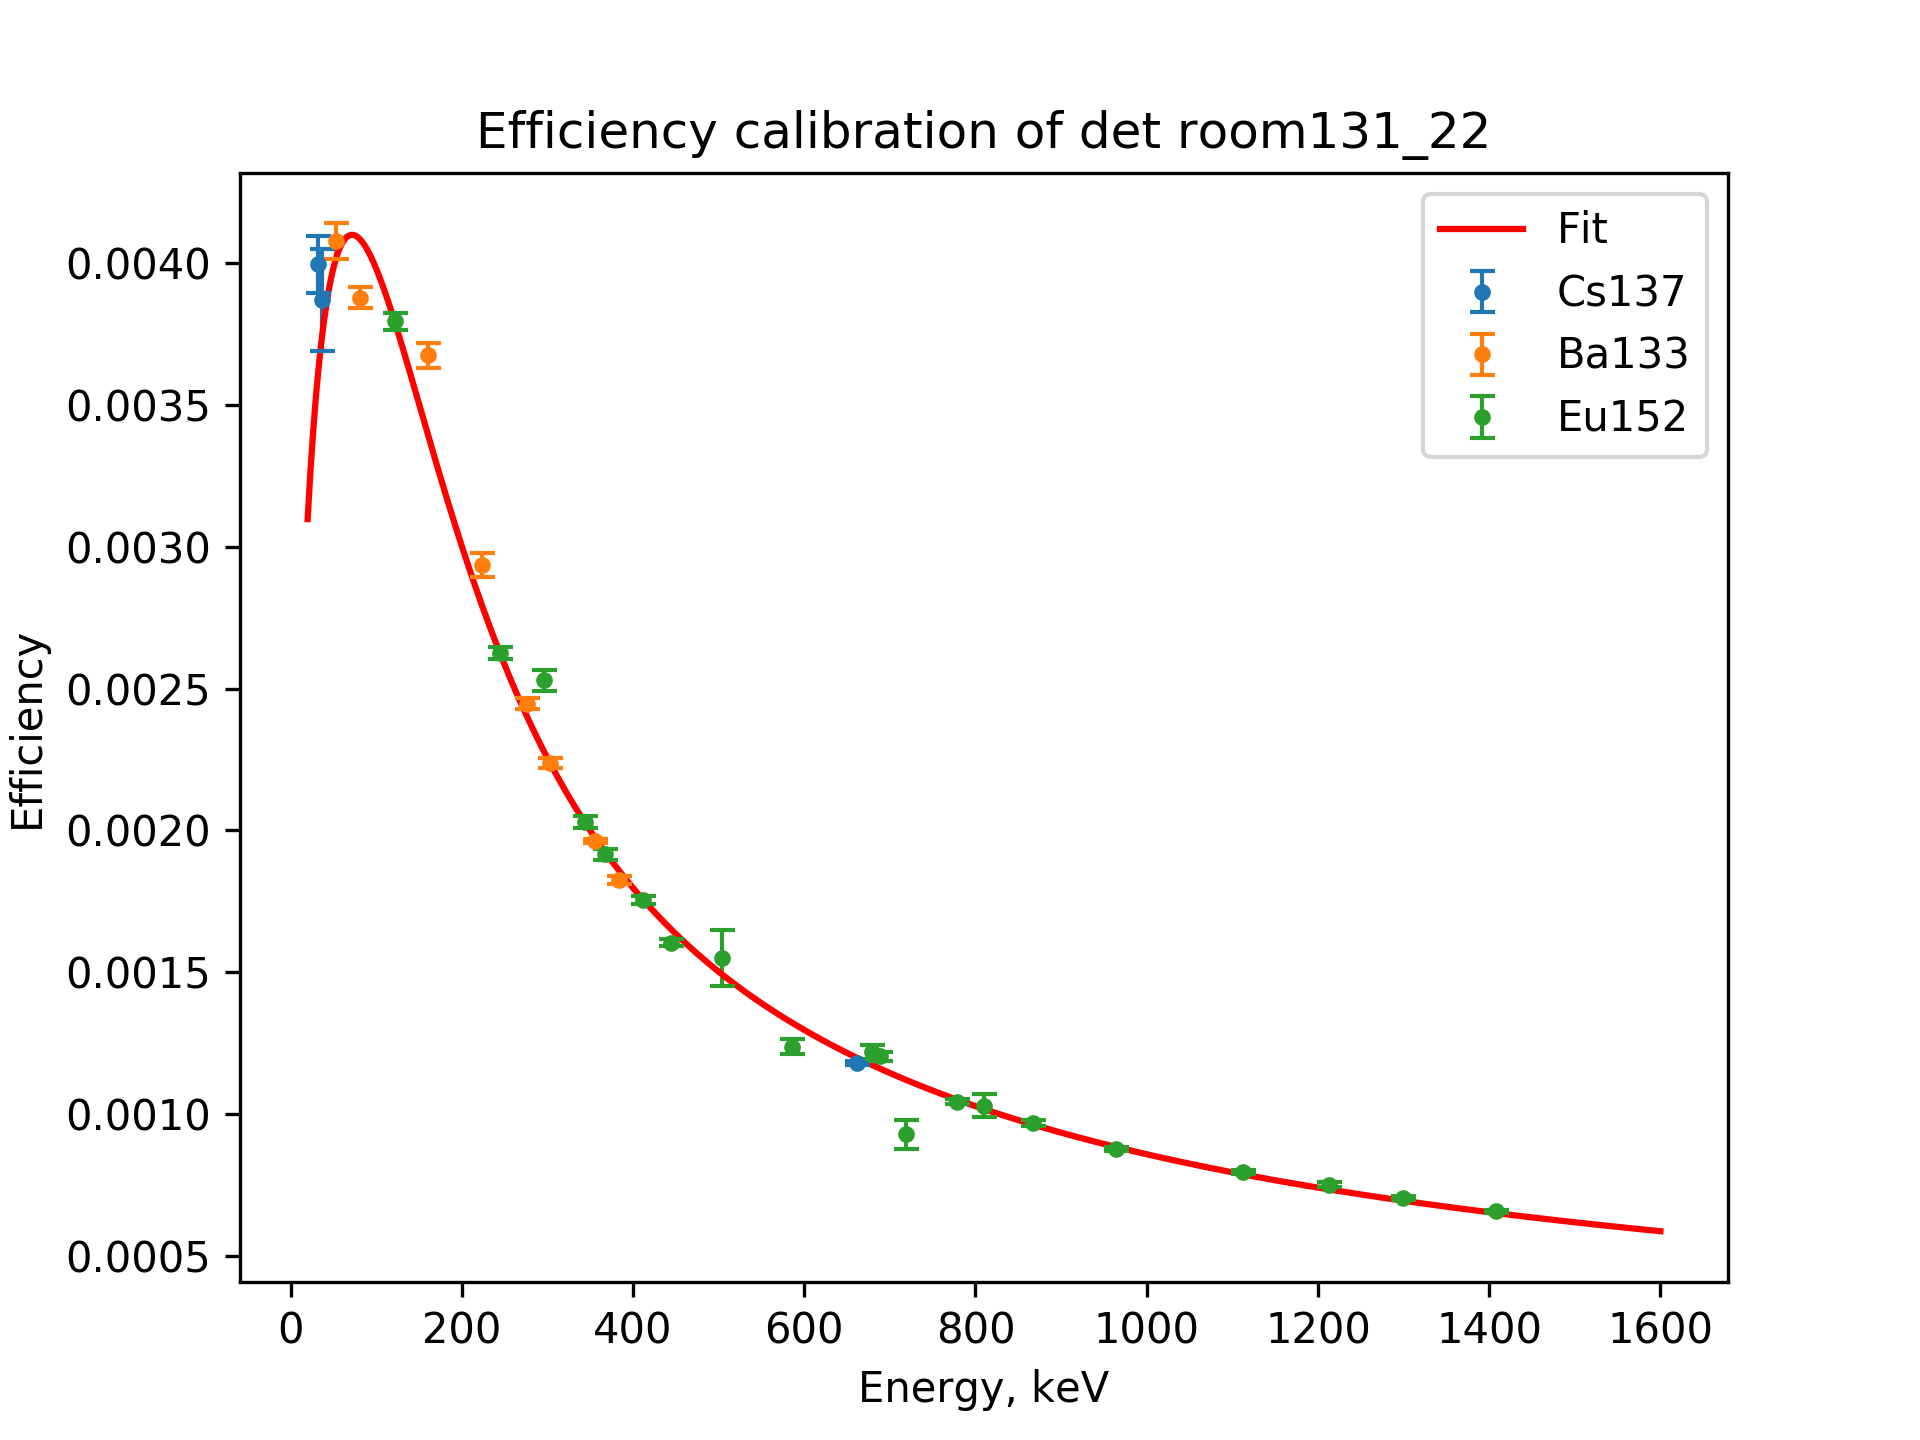 Efficiency calibration of det room131_22
Fit
Cs137
Ba133
Eu152
0.0040
0.0035
0.0030
0.0025
0.0020
0.0015
0.0010
0.0005
Efficiency
0 200 400 600 800 1000 1200 1400 1600
Energy, keV